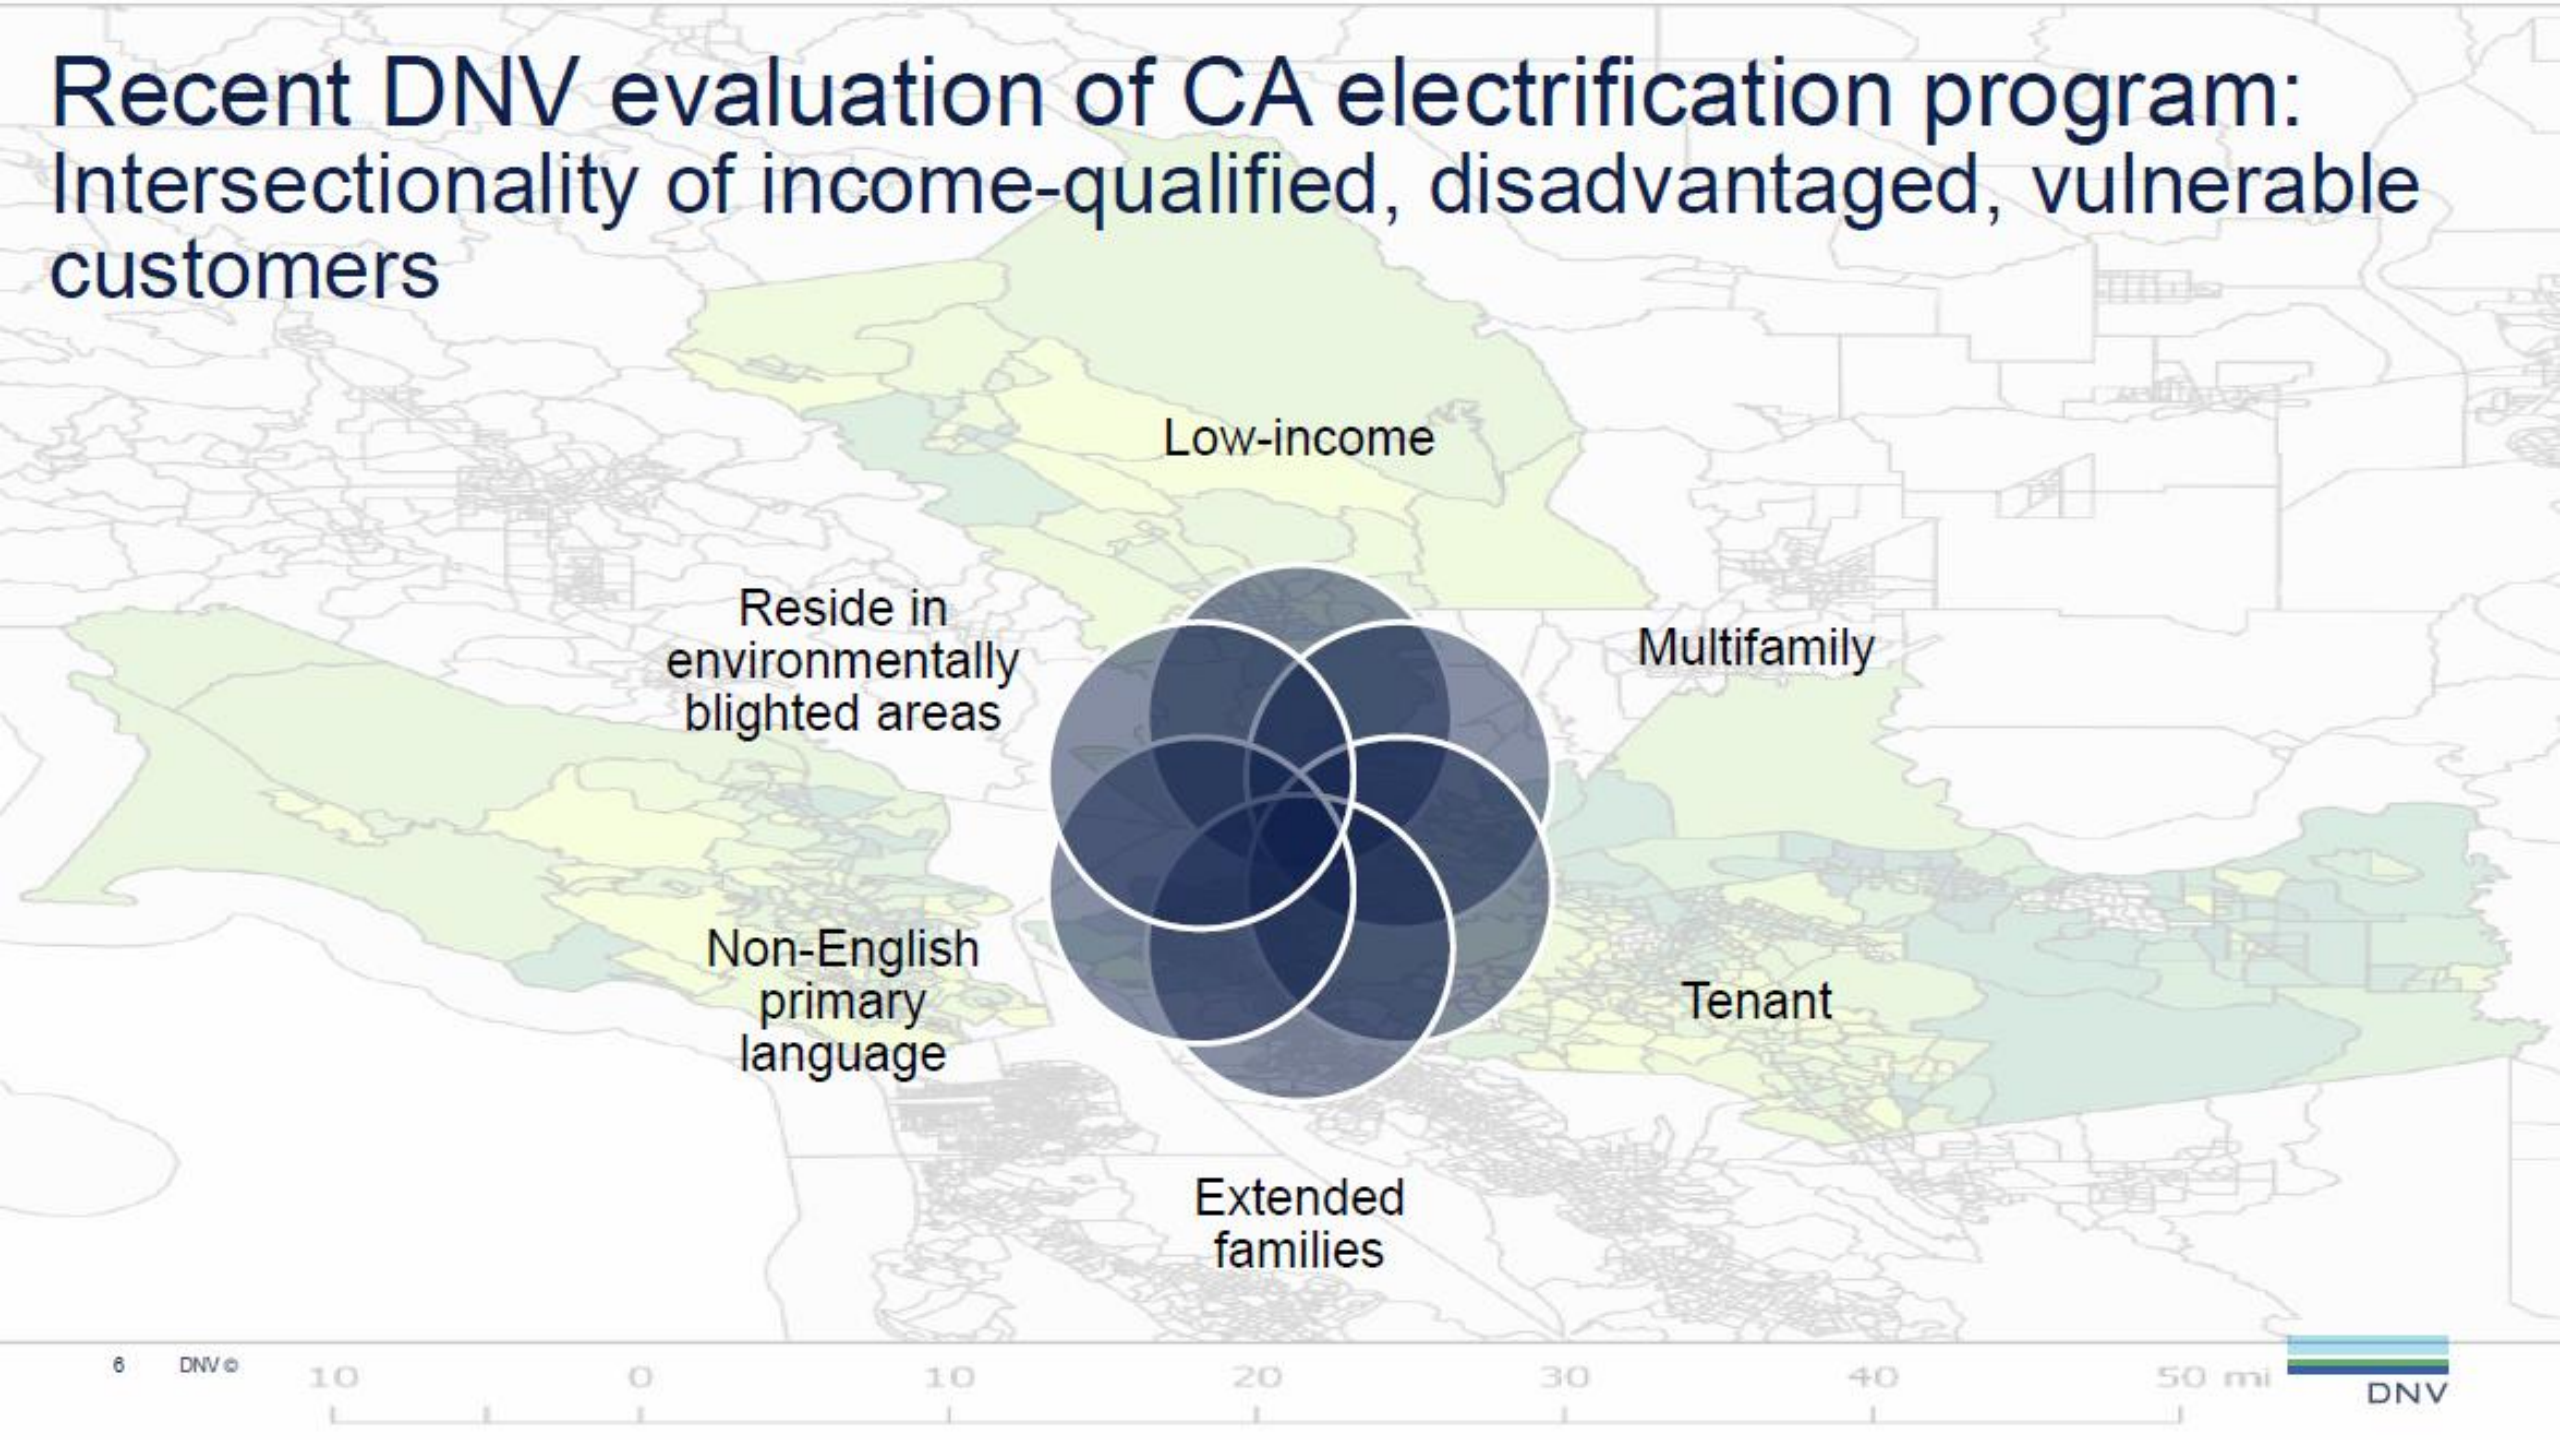 Recent DNV evaluation of CA electrification program:
Intersectionality of income-qualified, disadvantaged, vulnerable
customers
Low-income
Reside in
environmentally
blighted areas
Multifamily
Non-English
primary
language
Tenant
Extended
families
6 DNV ©
10 0 10 20 30 40 50 mi
DNV